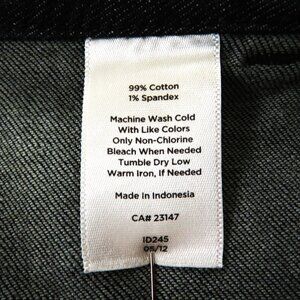 99% Cotton
1% Spandex
Machine Wash Cold
With Like Colors
Only Non-Chlorine
Bleach When Needed
Tumble Dry Low
Warm Iron, If Needed
Made in Indonesia
CA# 23147
ID245
05/12